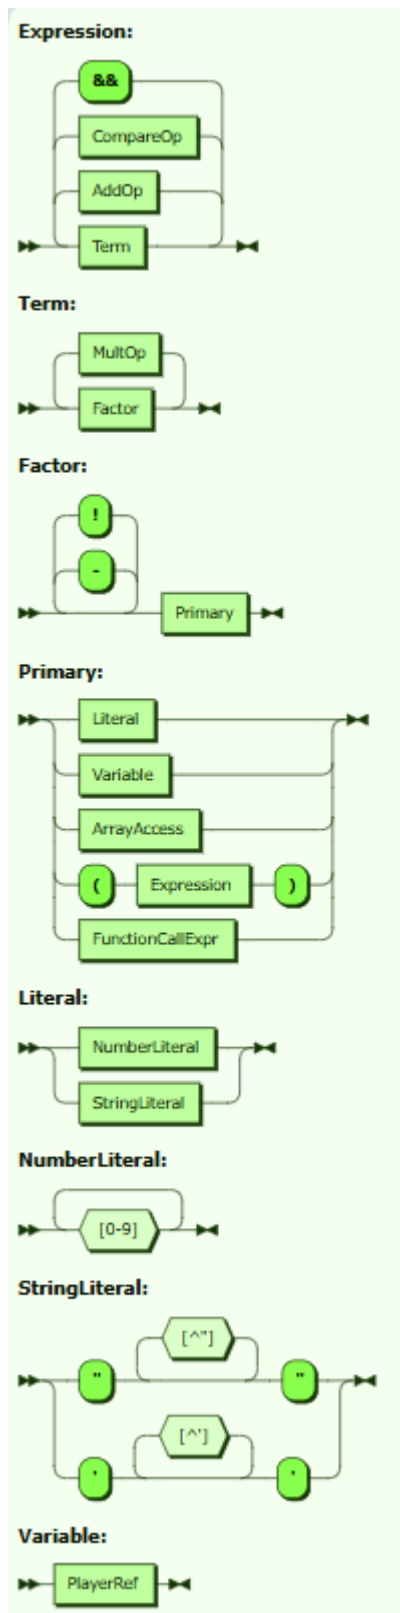 Expression:
&&
CompareOp
AddOp
Term
Term:
MultOp
Factor
Factor:
!
-
Primary
Primary:
Literal
Variable
ArrayAccess
( Expression )
FunctionCallExpr
Literal:
NumberLiteral
StringLiteral
NumberLiteral:
[0-9]
StringLiteral:
[^"]
" "
[^']
' '
Variable:
PlayerRef